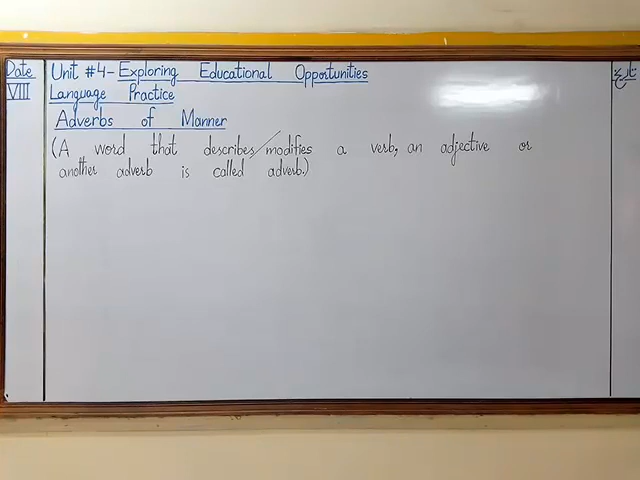 Date
VIII
Unit #4- Exploring Educational Opportunities
Language Practice
Adverbs of Manner
(A word that describes/modifies a verb, an adjective or
another adverb is called adverb.)
تاریخ